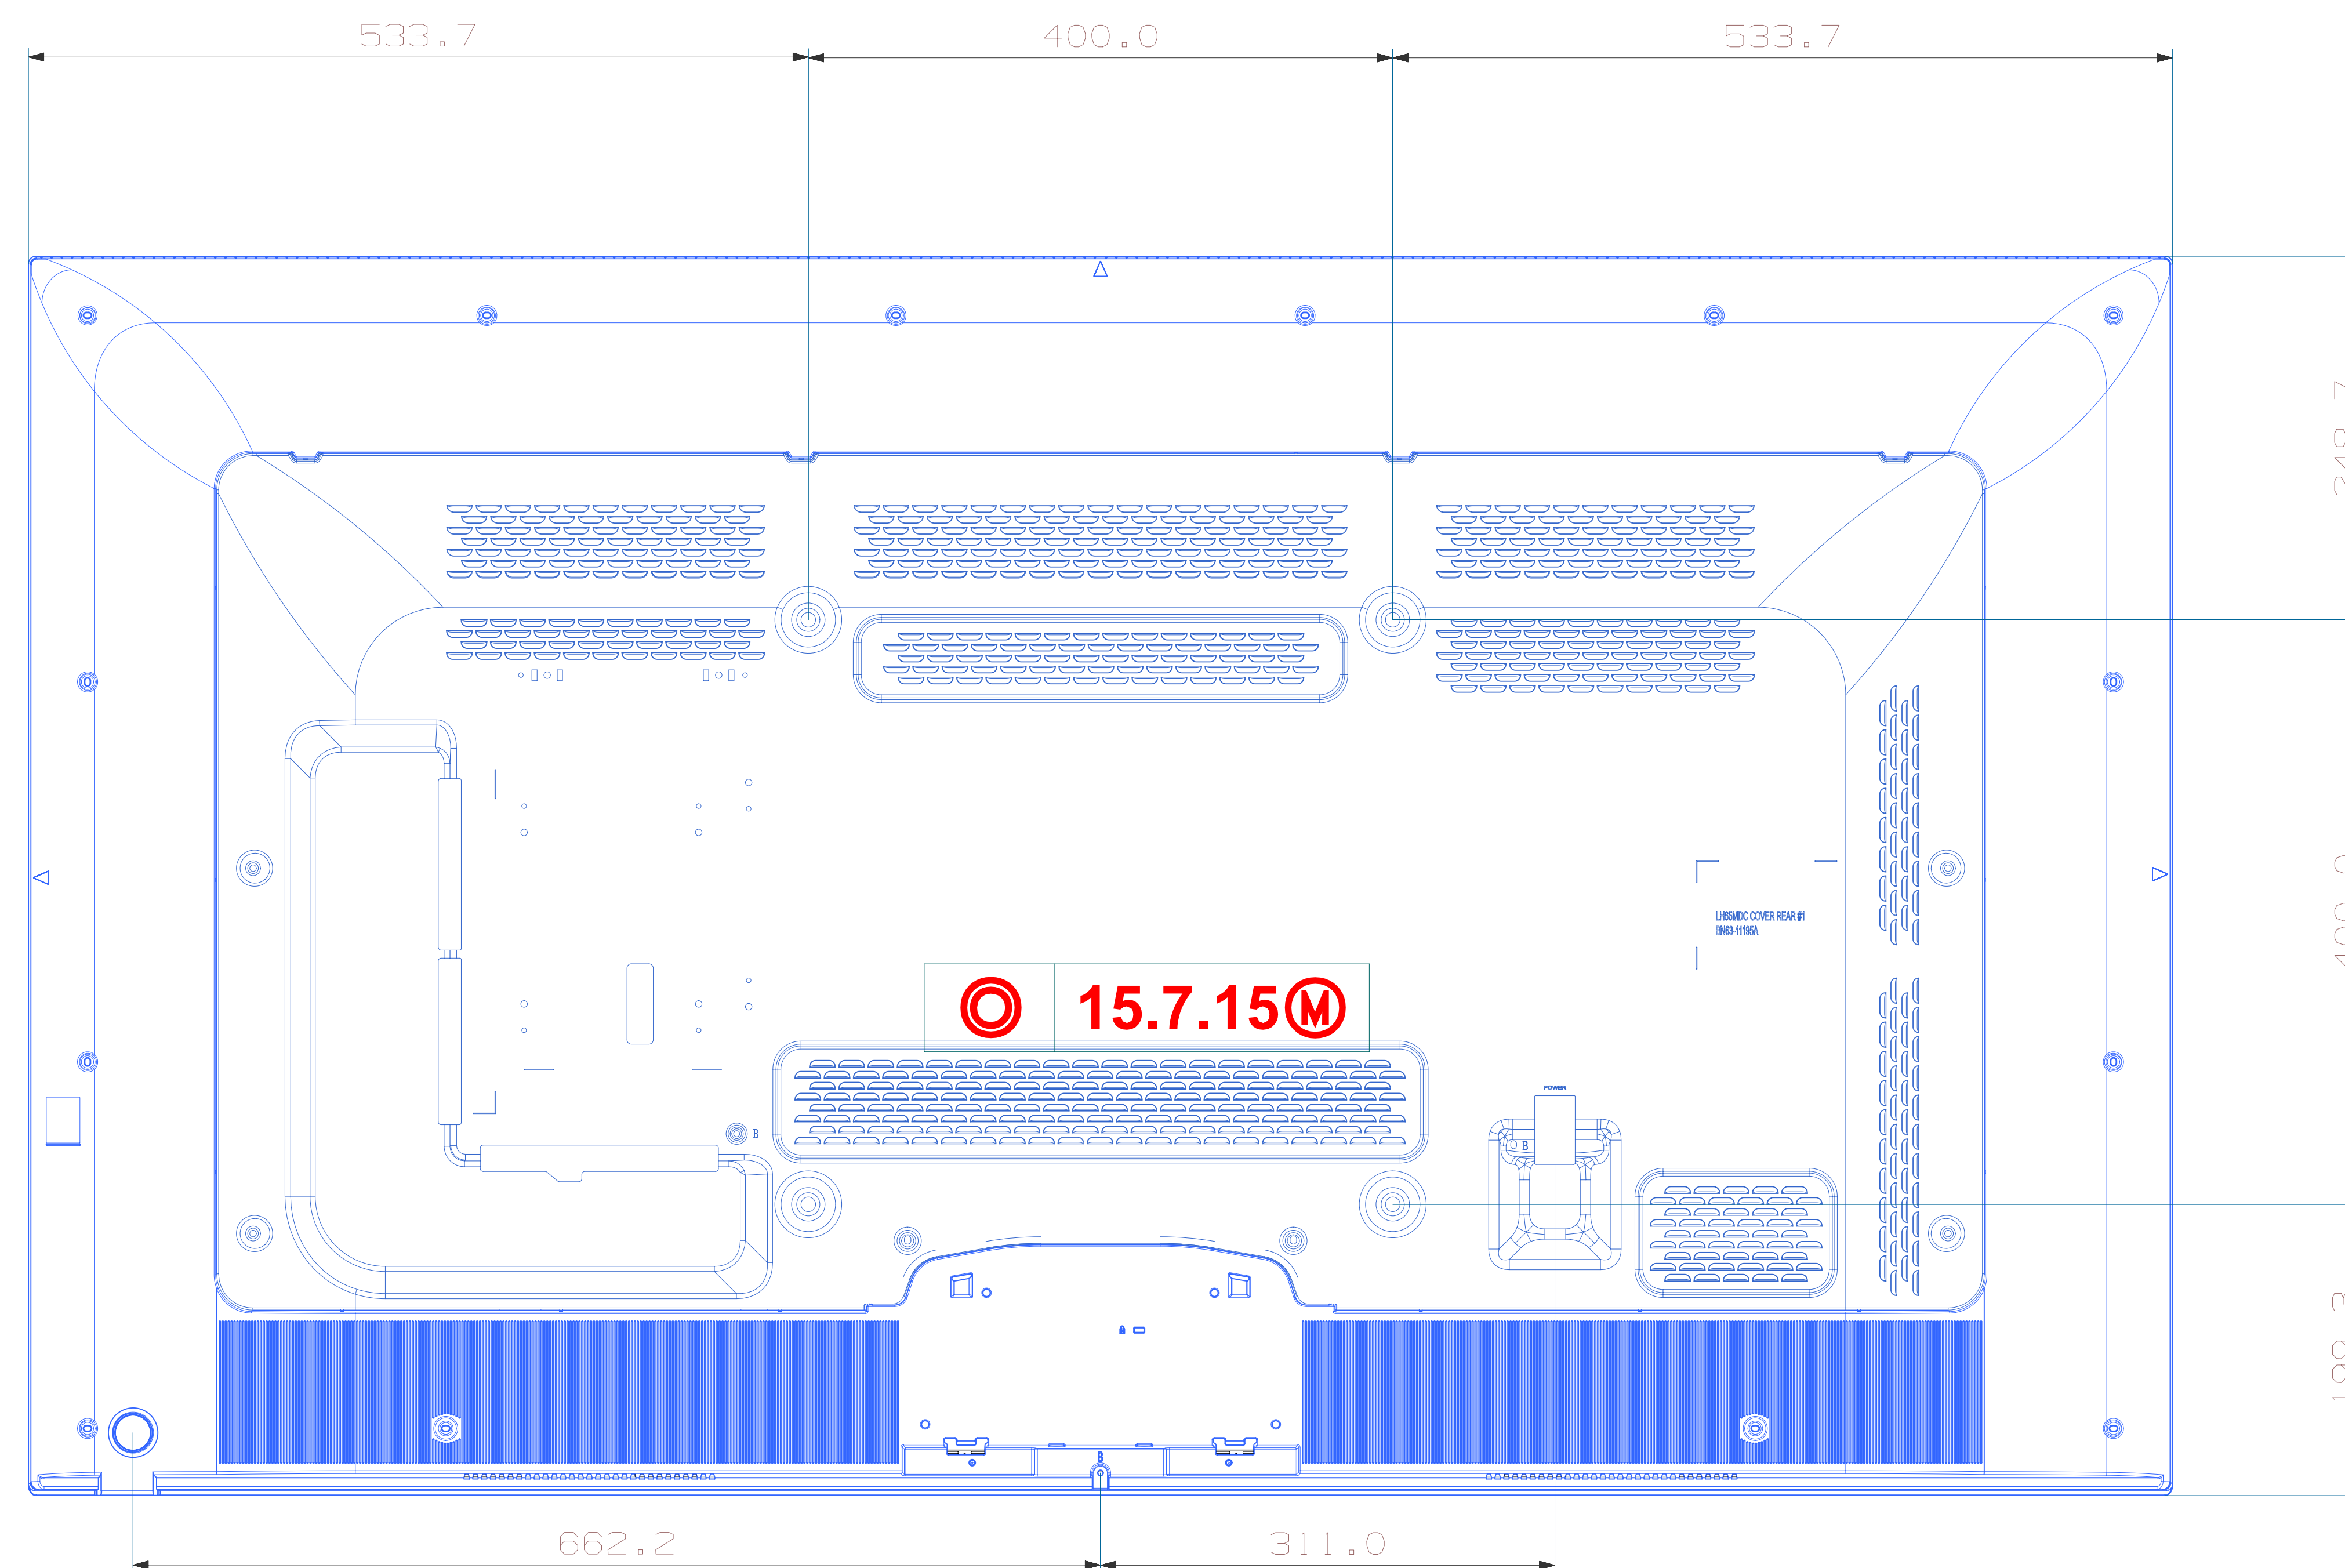 533.7 400.0 533.7
LH65MDC COVER REAR #1
BN63-11195A
15.7.15 Ⓜ
POWER
B
B
B
662.2 311.0